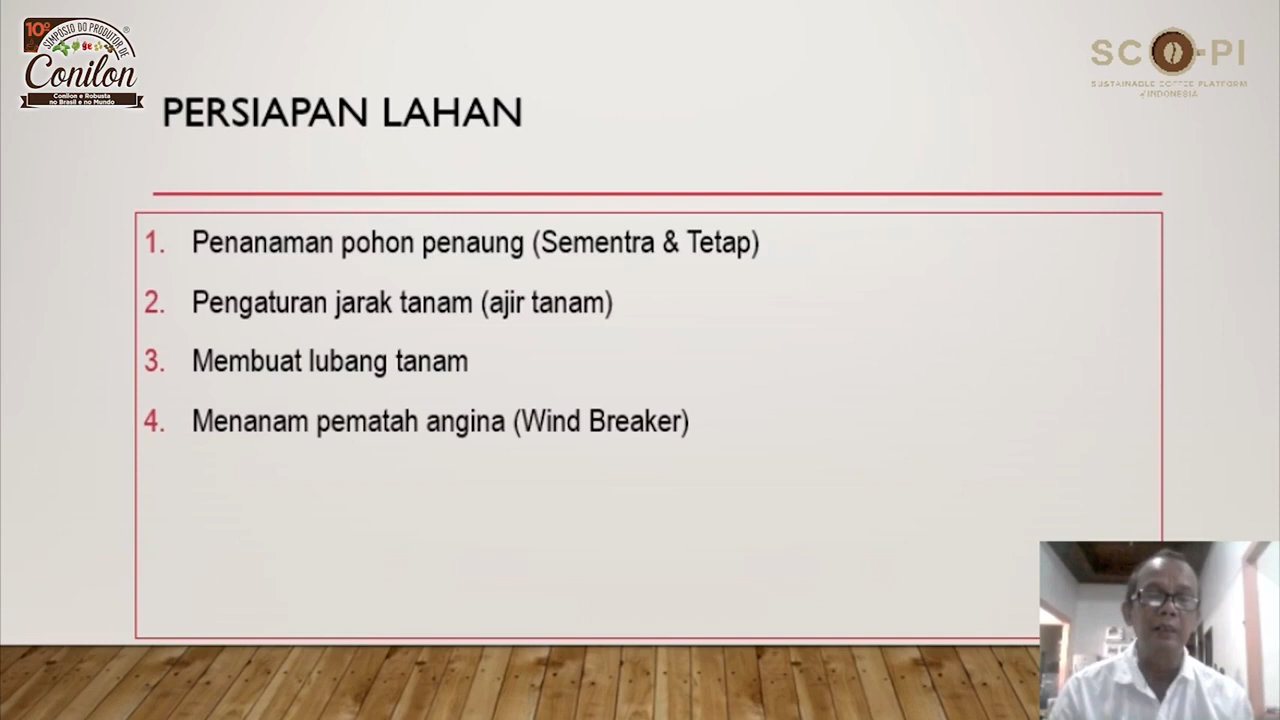 10º
SIMPÓSIO DO PRODUTOR DE
Conilon
Conilon e Robusta
no Brasil e no Mundo
SCOPI
SUSTAINABLE COFFEE PLATFORM
of INDONESIA
PERSIAPAN LAHAN
1. Penanaman pohon penaung (Sementra & Tetap)
2. Pengaturan jarak tanam (ajir tanam)
3. Membuat lubang tanam
4. Menanam pematah angina (Wind Breaker)